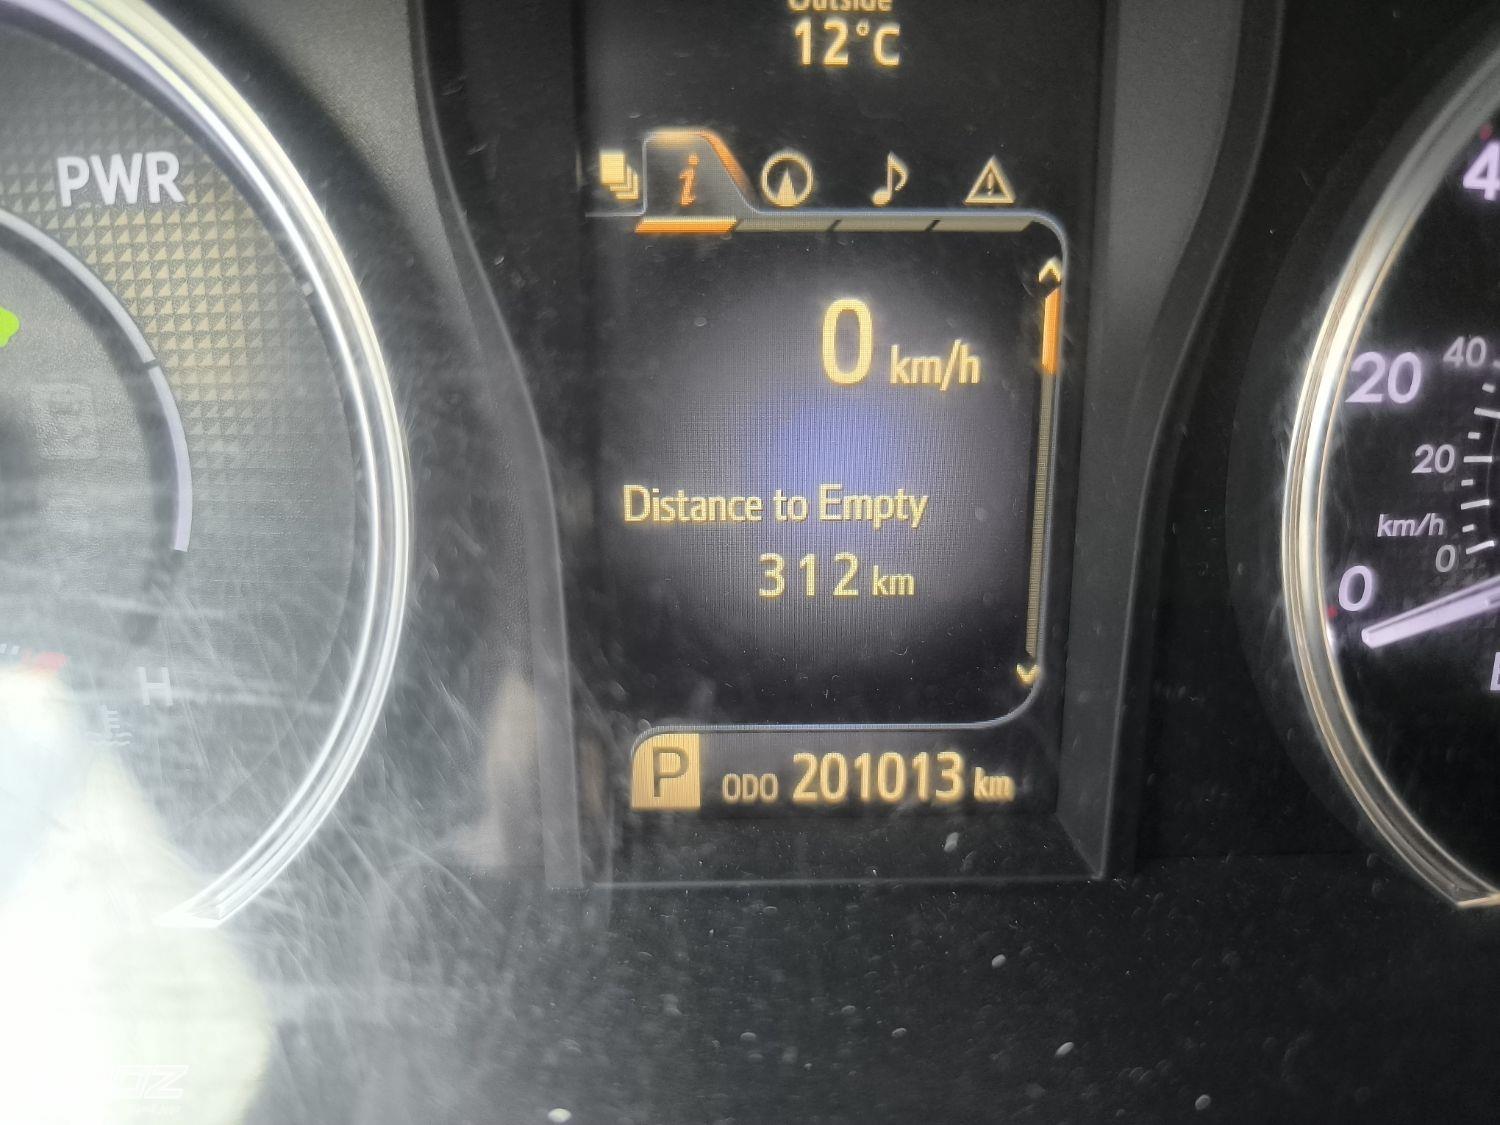 Outside
12°C
PWR
i
0 km/h
Distance to Empty
312 km
H
P ODO 201013 km
4
20
40
20
km/h
0
0